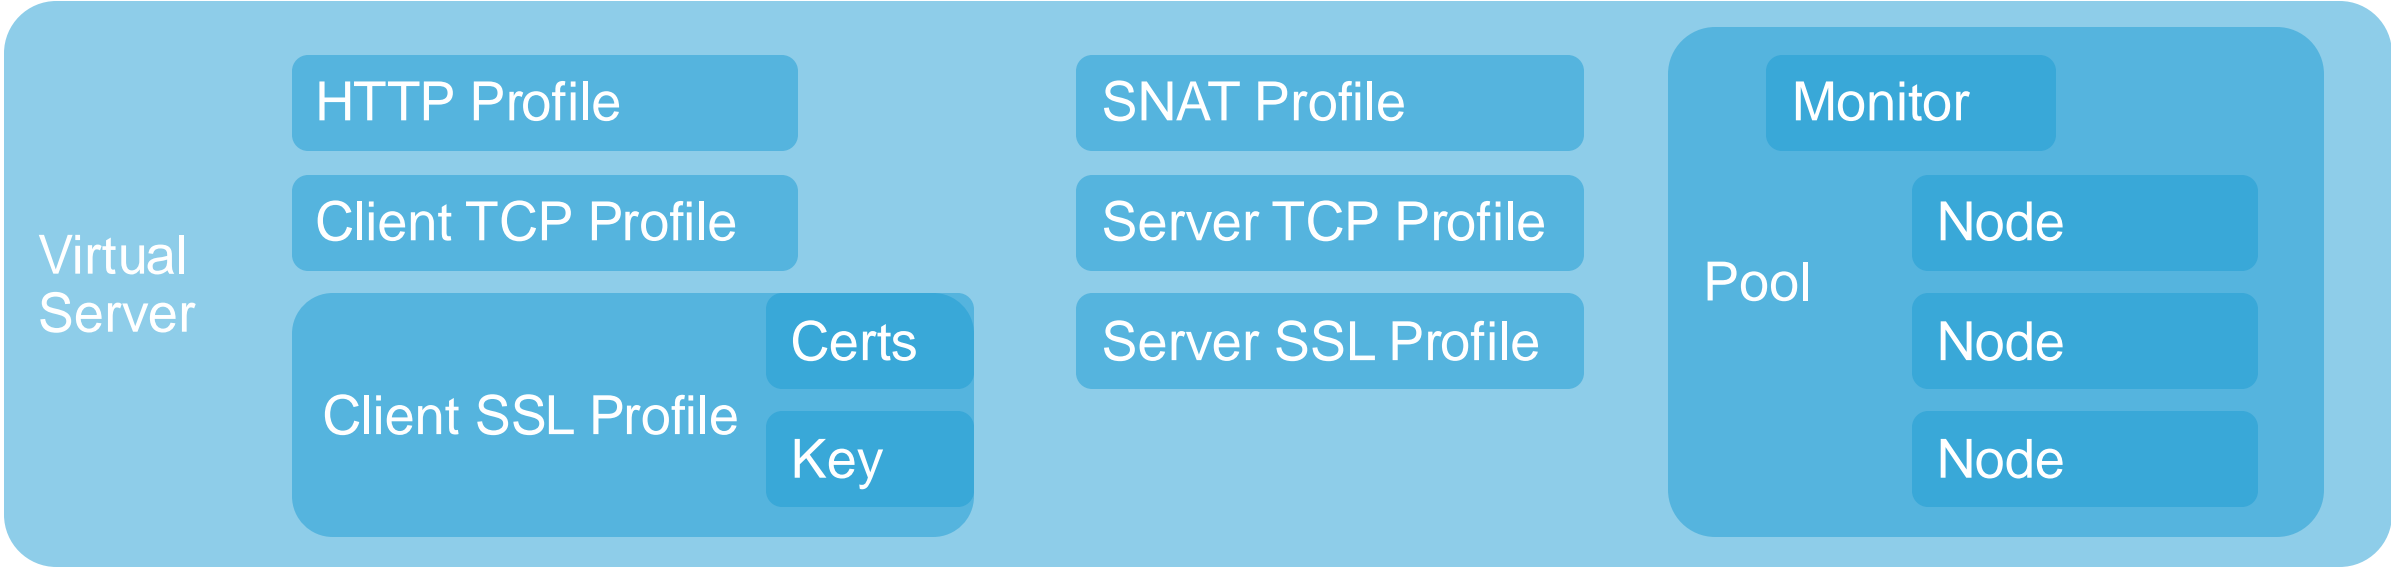 Virtual
Server
HTTP Profile
Client TCP Profile
Client SSL Profile
Certs
Key
SNAT Profile
Server TCP Profile
Server SSL Profile
Pool
Monitor
Node
Node
Node